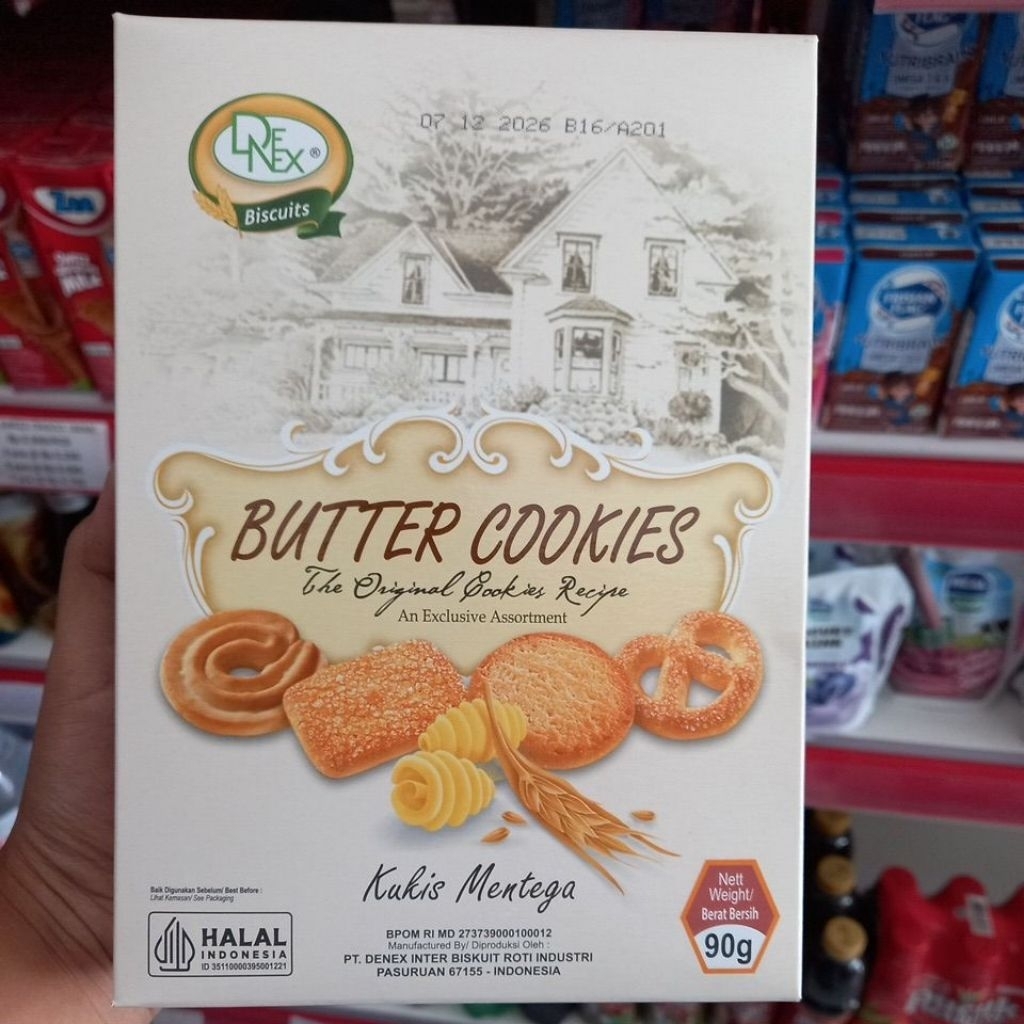 DENEX ®
Biscuits
07 12 2026 B16/A201
BUTTER COOKIES
The Original Cookies Recipe
An Exclusive Assortment
Kukis Mentega
Baik Digunakan Sebelum/ Best Before :
Lihat Kemasan/ See Packaging
HALAL
INDONESIA
ID 35110000395001221
BPOM RI MD 273739000100012
Manufactured By/ Diproduksi Oleh :
PT. DENEX INTER BISKUIT ROTI INDUSTRI
PASURUAN 67155 - INDONESIA
Nett
Weight/
Berat Bersih
90g